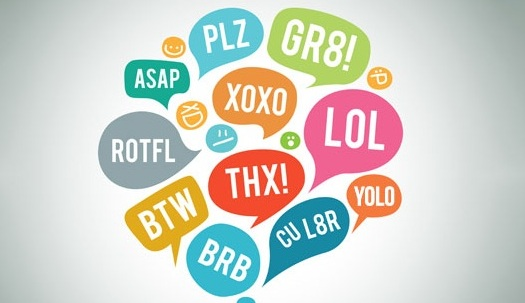 PLZ
GR8!
ASAP
XOXO
LOL
ROTFL
THX!
YOLO
BTW
CU L8R
BRB